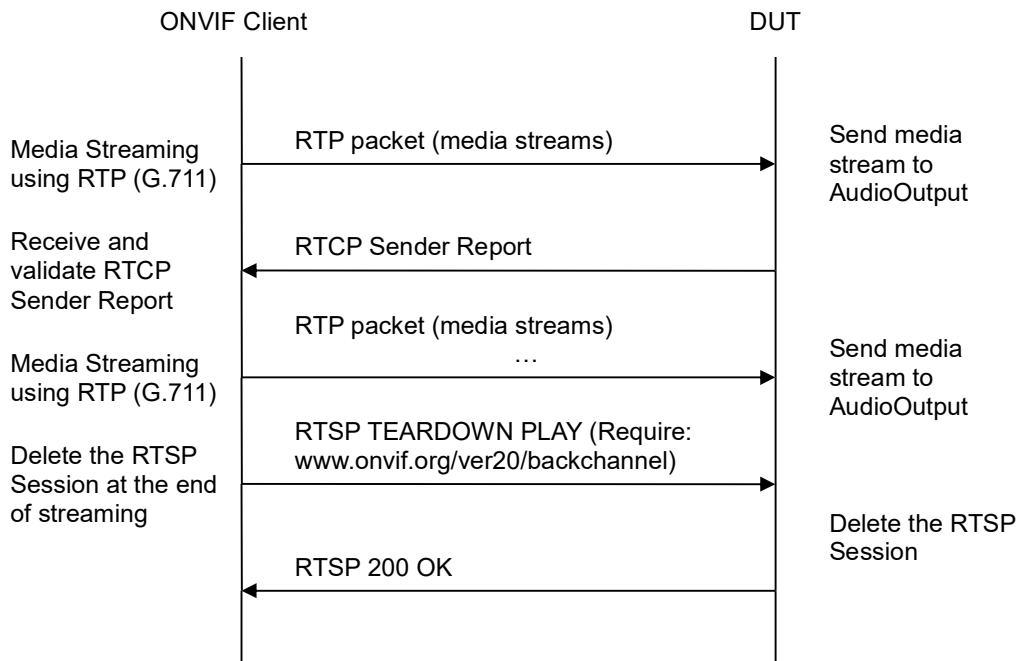 ONVIF Client
DUT
Media Streaming
using RTP (G.711)
RTP packet (media streams)
Send media
stream to
AudioOutput
Receive and
validate RTCP
Sender Report
RTCP Sender Report
RTP packet (media streams)
…
Media Streaming
using RTP (G.711)
Send media
stream to
AudioOutput
RTSP TEARDOWN PLAY (Require:
www.onvif.org/ver20/backchannel)
Delete the RTSP
Session at the end
of streaming
Delete the RTSP
Session
RTSP 200 OK